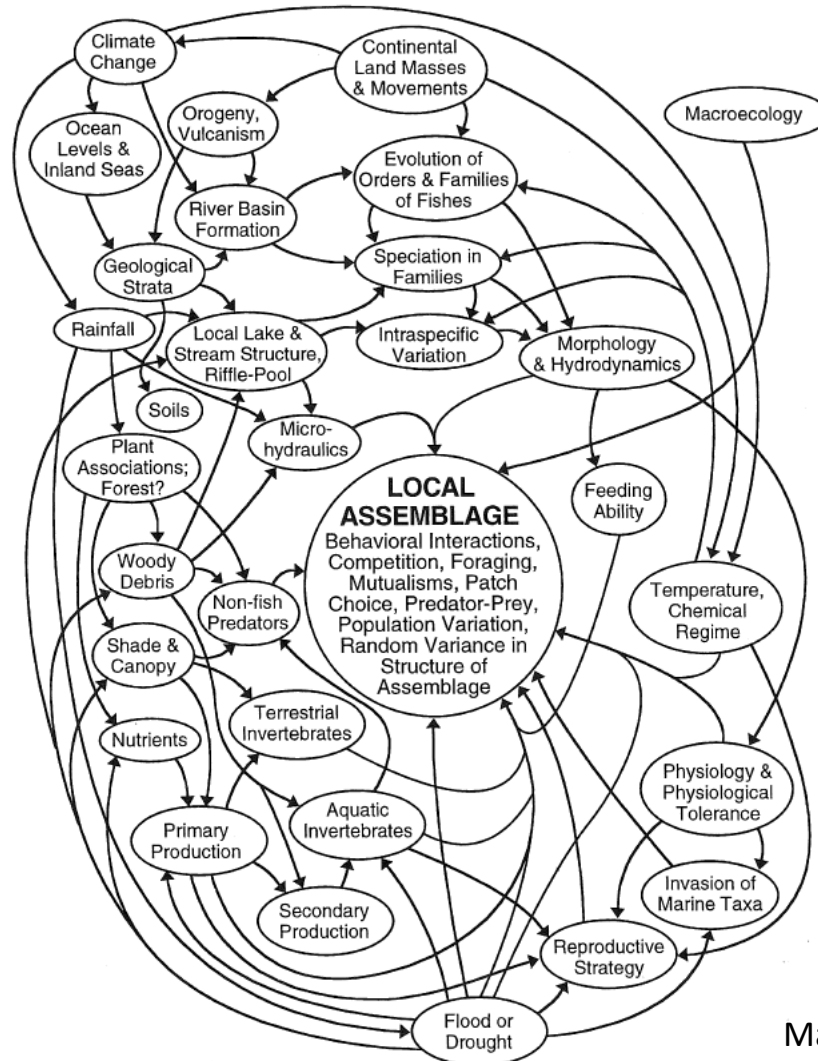 Climate
Change
Continental
Land Masses
& Movements
Macroecology
Orogeny,
Vulcanism
Ocean
Levels &
Inland Seas
Evolution of
Orders & Families
of Fishes
River Basin
Formation
Speciation in
Families
Geological
Strata
Rainfall
Local Lake &
Stream Structure,
Riffle-Pool
Intraspecific
Variation
Morphology
& Hydrodynamics
Soils
Micro-
hydraulics
Plant
Associations;
Forest?
LOCAL
ASSEMBLAGE
Behavioral Interactions,
Competition, Foraging,
Mutualisms, Patch
Choice, Predator-Prey,
Population Variation,
Random Variance in
Structure of
Assemblage
Feeding
Ability
Woody
Debris
Non-fish
Predators
Temperature,
Chemical
Regime
Shade &
Canopy
Terrestrial
Invertebrates
Nutrients
Physiology &
Physiological
Tolerance
Primary
Production
Aquatic
Invertebrates
Invasion of
Marine Taxa
Secondary
Production
Reproductive
Strategy
Flood or
Drought
Ma